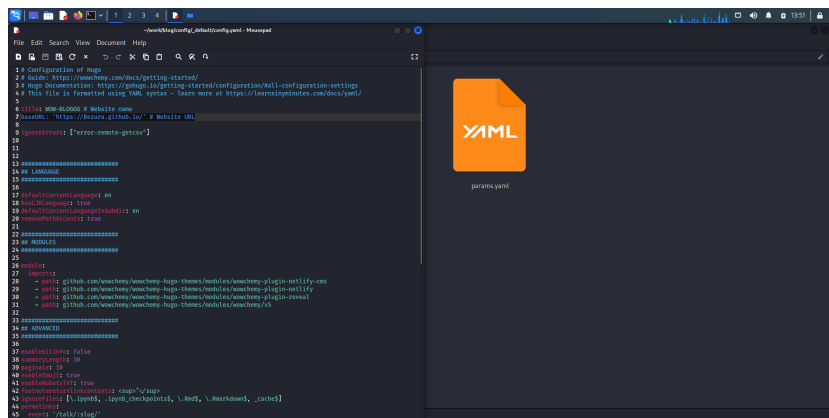 1 2 3 4
13:51
~/work/blog/config/_default/config.yaml - Mousepad
File Edit Search View Document Help
1 # Configuration of Hugo
2 # Guide: https://wowchemy.com/docs/getting-started/
3 # Hugo Documentation: https://gohugo.io/getting-started/configuration/#all-configuration-settings
4 # This file is formatted using YAML syntax - learn more at https://learnxinyminutes.com/docs/yaml/
5
6 title: WOW-BLOGOG # Website name
7 baseURL: 'https://Bezura.github.io/' # Website URL
8
9 ignoreErrors: ["error-remote-getcsv"]
10
11
12
13 ############################
14 ## LANGUAGE
15 ############################
16
17 defaultContentLanguage: en
18 hasCJKLanguage: true
19 defaultContentLanguageInSubdir: en
20 removePathAccents: true
21
22 ############################
23 ## MODULES
24 ############################
25
26 module:
27 imports:
28 - path: github.com/wowchemy/wowchemy-hugo-themes/modules/wowchemy-plugin-netlify-cms
29 - path: github.com/wowchemy/wowchemy-hugo-themes/modules/wowchemy-plugin-netlify
30 - path: github.com/wowchemy/wowchemy-hugo-themes/modules/wowchemy-plugin-reveal
31 - path: github.com/wowchemy/wowchemy-hugo-themes/modules/wowchemy/v5
32
33 ############################
34 ## ADVANCED
35 ############################
36
37 enableGitInfo: false
38 summaryLength: 30
39 paginate: 10
40 enableEmoji: true
41 enableRobotsTXT: true
42 footnotereturnlinkcontents: <sup>^</sup>
43 ignoreFiles: [\.ipynb$, .ipynb_checkpoints$, \.Rmd$, \.Rmarkdown$, _cache$]
44 permalinks:
45 event: '/talk/:slug/'
YAML
params.yaml